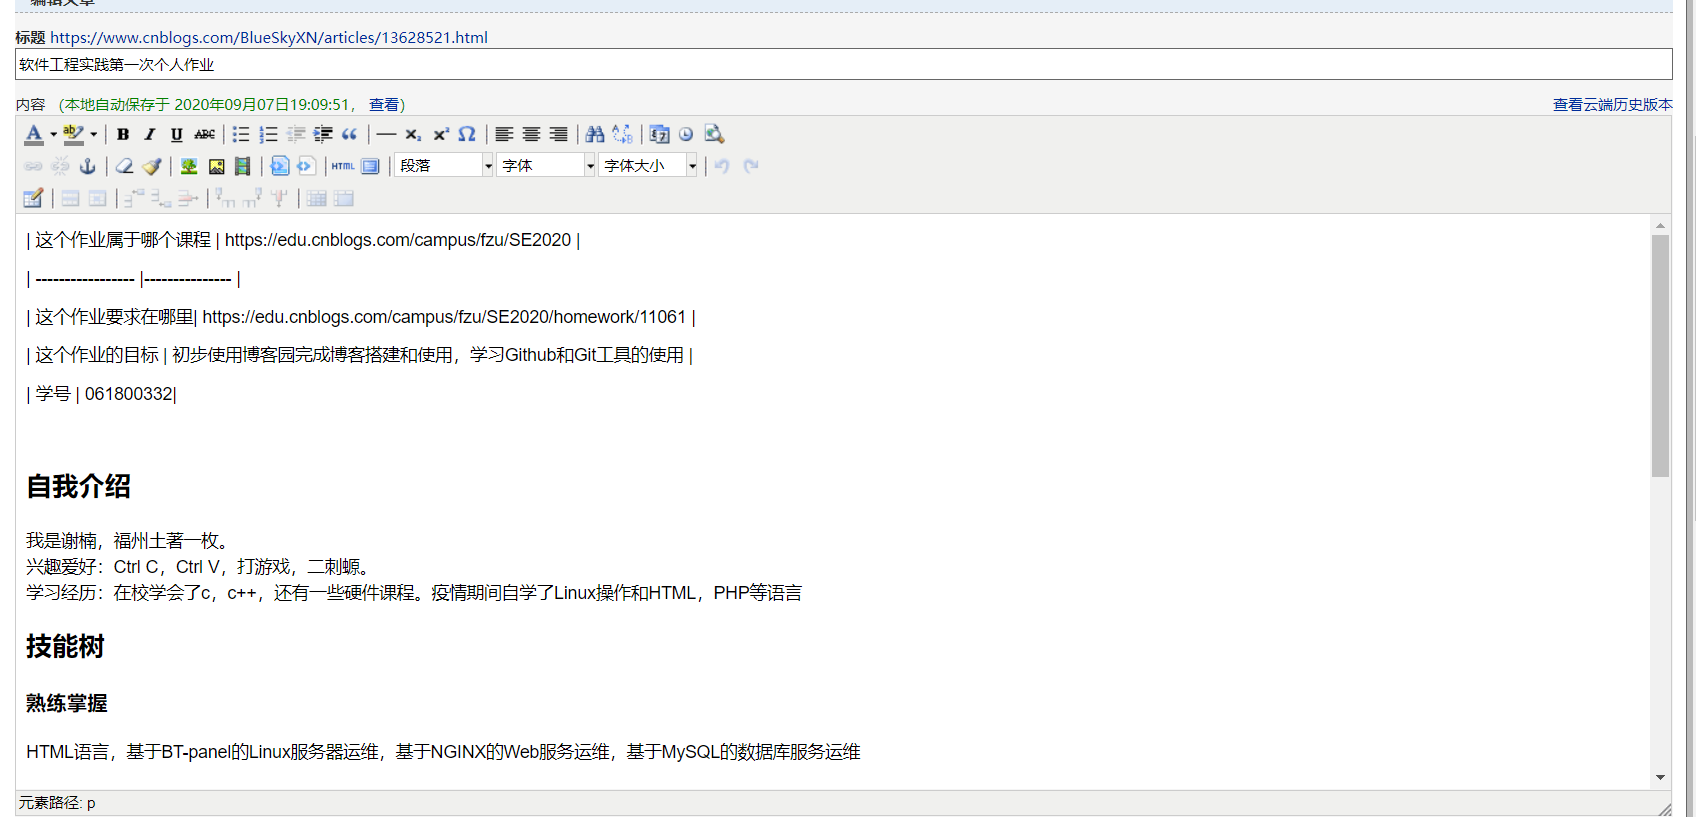 标题 https://www.cnblogs.com/BlueSkyXN/articles/13628521.html
软件工程实践第一次个人作业
内容 （本地自动保存于 2020年09月07日19:09:51， 查看） 查看云端历史版本
A ab B I U ABC x₂ x² Ω
HTML 段落 字体 字体大小
| 这个作业属于哪个课程 | https://edu.cnblogs.com/campus/fzu/SE2020 |
| ----------------- |--------------- |
| 这个作业要求在哪里| https://edu.cnblogs.com/campus/fzu/SE2020/homework/11061 |
| 这个作业的目标 | 初步使用博客园完成博客搭建和使用，学习Github和Git工具的使用 |
| 学号 | 061800332|
自我介绍
我是谢楠，福州土著一枚。
兴趣爱好：Ctrl C，Ctrl V，打游戏，二刺螈。
学习经历：在校学会了c，c++，还有一些硬件课程。疫情期间自学了Linux操作和HTML，PHP等语言
技能树
熟练掌握
HTML语言，基于BT-panel的Linux服务器运维，基于NGINX的Web服务运维，基于MySQL的数据库服务运维
元素路径: p